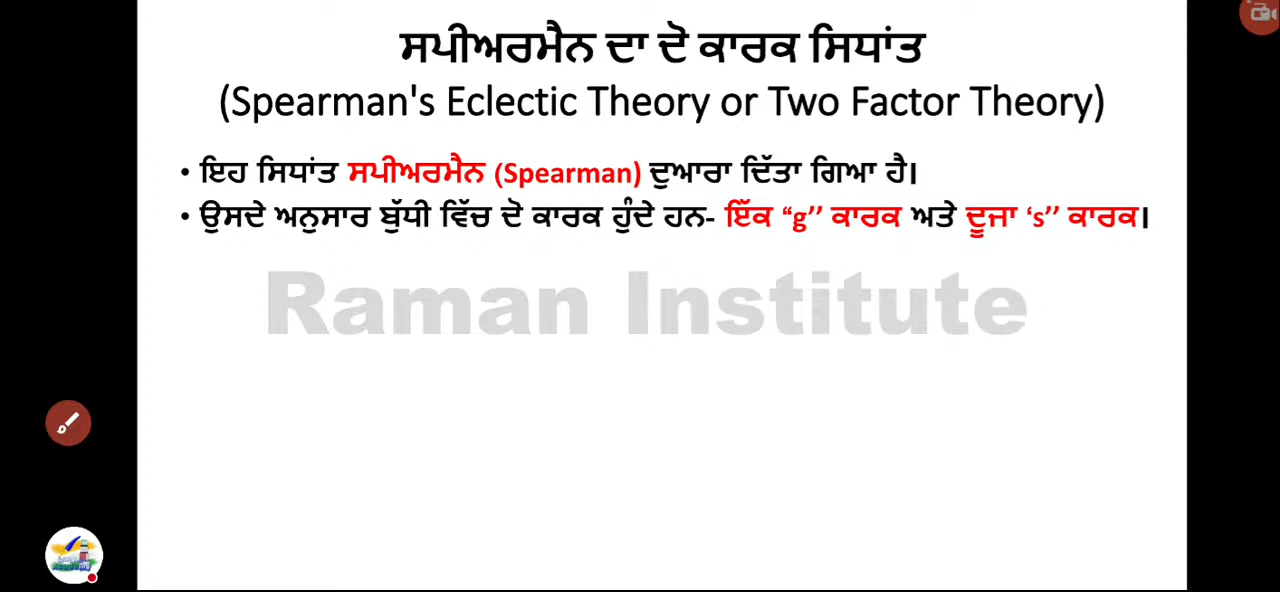 ਸਪੀਅਰਮੈਨ ਦਾ ਦੋ ਕਾਰਕ ਸਿਧਾਂਤ
(Spearman's Eclectic Theory or Two Factor Theory)
• ਇਹ ਸਿਧਾਂਤ ਸਪੀਅਰਮੈਨ (Spearman) ਦੁਆਰਾ ਦਿੱਤਾ ਗਿਆ ਹੈ।
• ਉਸਦੇ ਅਨੁਸਾਰ ਬੁੱਧੀ ਵਿੱਚ ਦੋ ਕਾਰਕ ਹੁੰਦੇ ਹਨ- ਇੱਕ “g’’ ਕਾਰਕ ਅਤੇ ਦੂਜਾ ‘s’’ ਕਾਰਕ।
Raman Institute